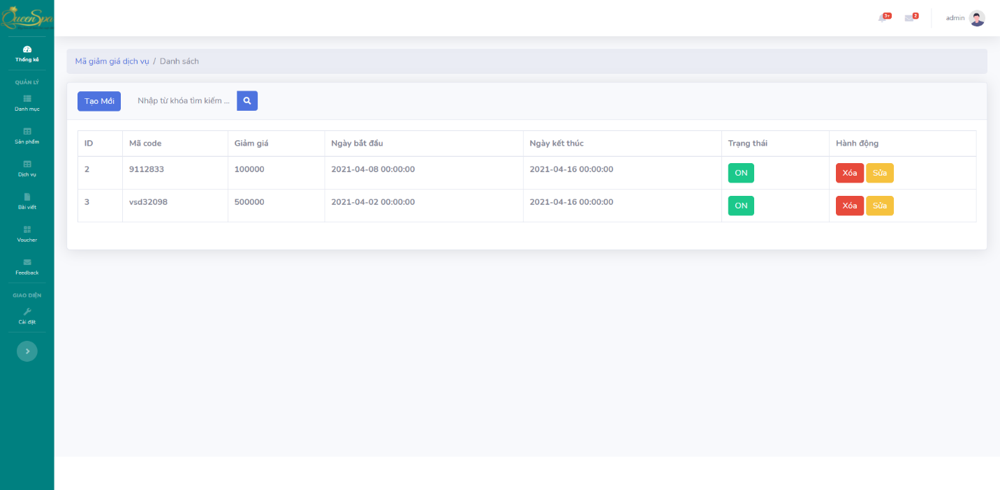 QueenSpa
3+
2
admin
Thống kê
QUẢN LÝ
Danh mục
Sản phẩm
Dịch vụ
Bài viết
Voucher
Feedback
GIAO DIỆN
Cài đặt
Mã giảm giá dịch vụ / Danh sách
Tạo Mới
Nhập từ khóa tìm kiếm ...
ID Mã code Giảm giá Ngày bắt đầu Ngày kết thúc Trạng thái Hành động
2 9112833 100000 2021-04-08 00:00:00 2021-04-16 00:00:00 ON Xóa Sửa
3 vsd32098 500000 2021-04-02 00:00:00 2021-04-16 00:00:00 ON Xóa Sửa